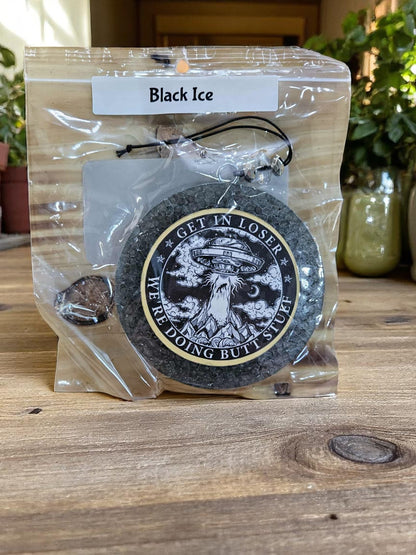 Black Ice
GET IN LOSER
WE'RE DOING BUTT STUFF